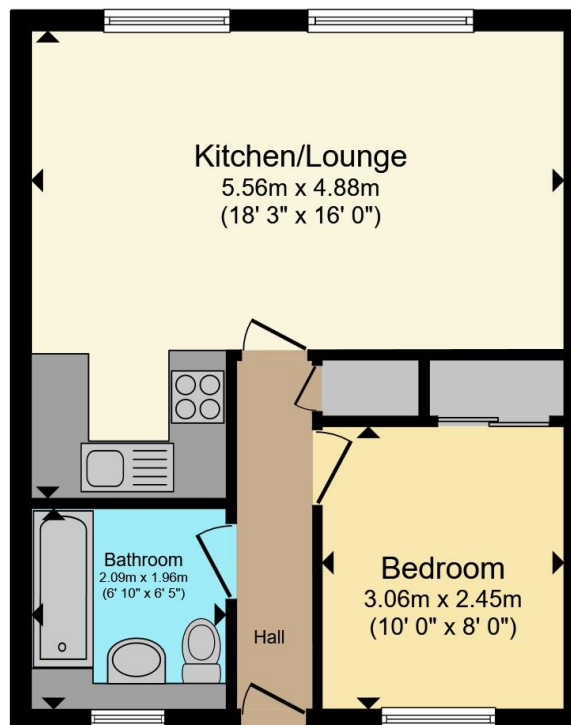 Kitchen/Lounge
5.56m x 4.88m
(18' 3" x 16' 0")
Bathroom
2.09m x 1.96m
(6' 10" x 6' 5")
Hall
Bedroom
3.06m x 2.45m
(10' 0" x 8' 0")